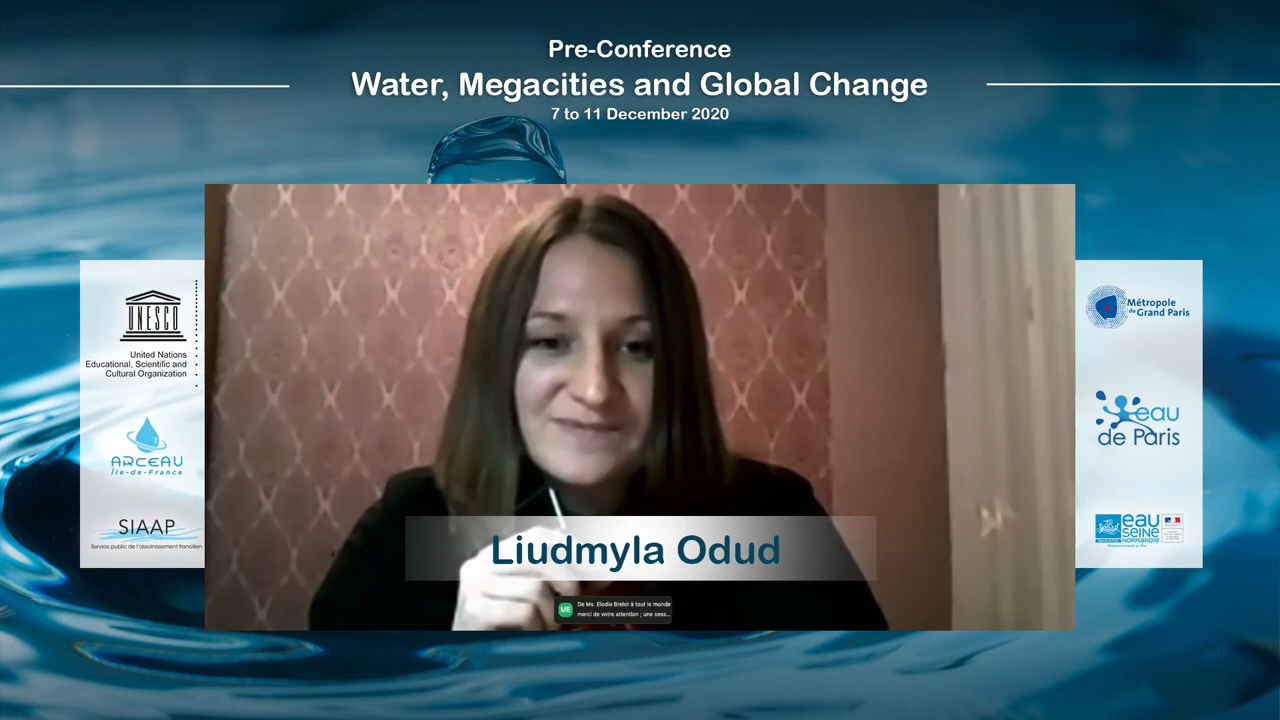 Pre-Conference
Water, Megacities and Global Change
7 to 11 December 2020
UNESCO
United Nations
Educational, Scientific and
Cultural Organization
ARCEAU
Île-de-France
SIAAP
Service public de l'assainissement francilien
Métropole
du Grand Paris
eau
de Paris
eau
SEINE
NORMANDIE
Liudmyla Odud
ME
De Ms. Elodie Brelot à tout le monde
merci de votre attention ; une sess...